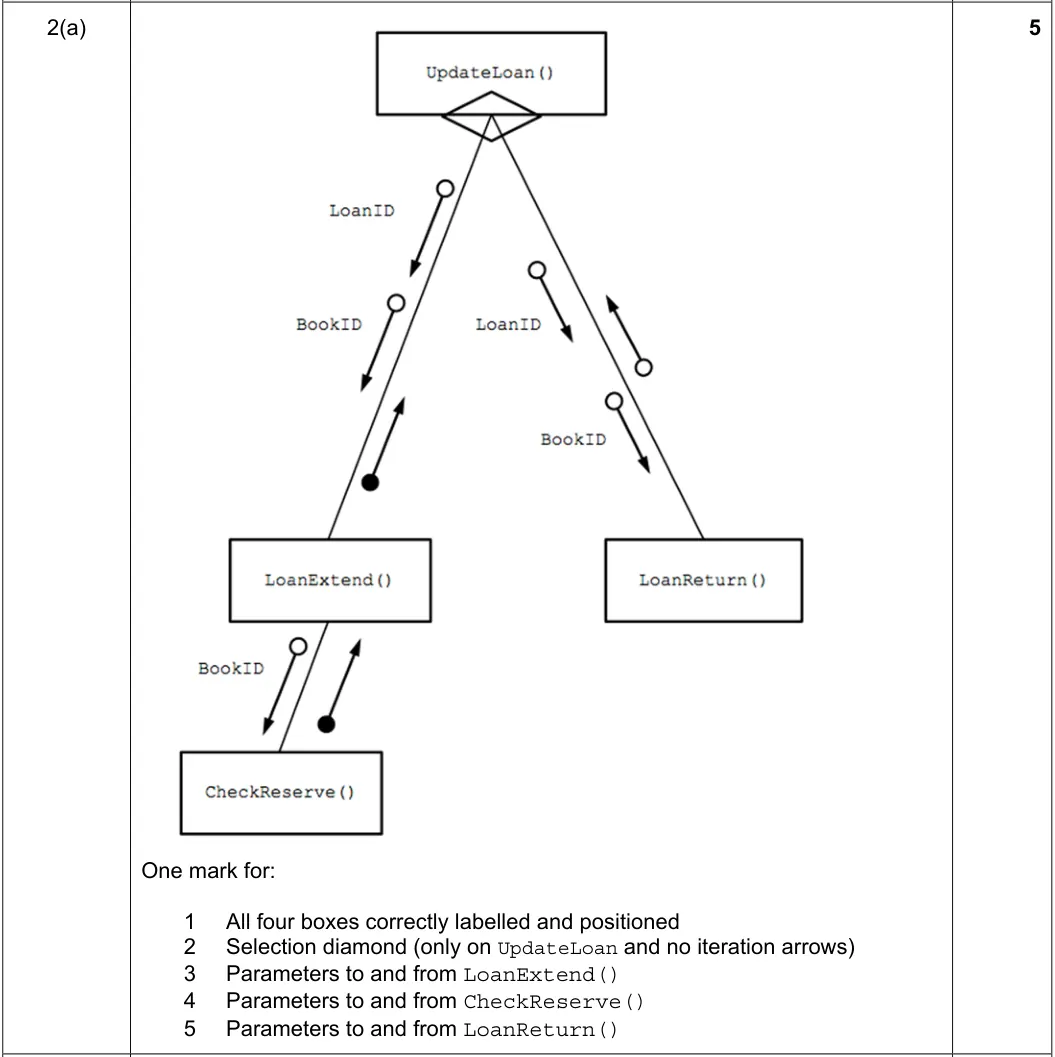 2(a)
5
UpdateLoan()
LoanID
BookID
LoanID
BookID
LoanExtend()
LoanReturn()
BookID
CheckReserve()
One mark for:
1 All four boxes correctly labelled and positioned
2 Selection diamond (only on UpdateLoan and no iteration arrows)
3 Parameters to and from LoanExtend()
4 Parameters to and from CheckReserve()
5 Parameters to and from LoanReturn()